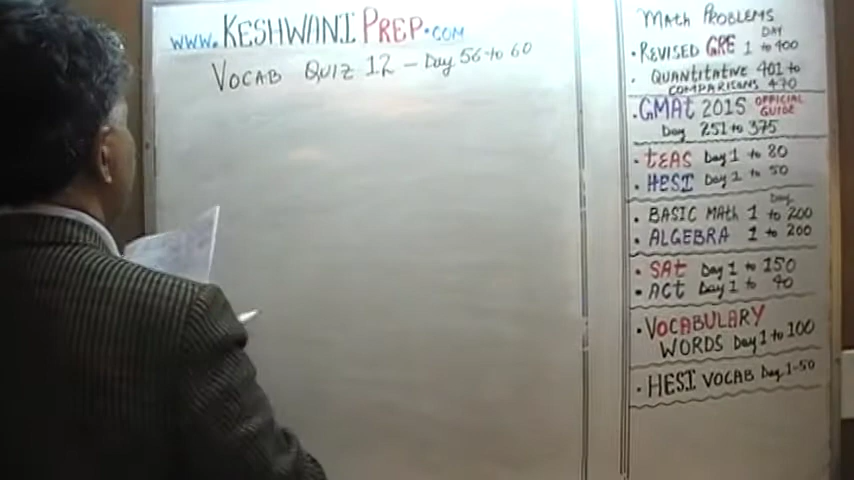 www.KESHWANIPREP.com
VOCAB QUIZ 12 - Day 56 to 60
Math PROBLEMS
DAY
• REVISED GRE 1 to 400
• QUANTITATIVE 401 to
COMPARISONS 470
• GMAt 2015 OFFICIAL GUIDE
Day 251 to 375
• tEAS Day 1 to 80
• HESI Day 1 to 50
Day
• BASIC MAth 1 to 200
• ALGEBRA 1 to 200
• SAt Day 1 to 150
• ACt Day 1 to 40
• VOCABULARY
WORDS Day 1 to 100
• HESI VOCAB Day 1-50